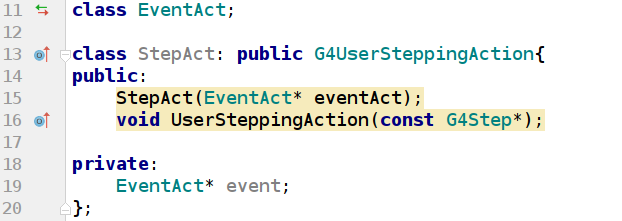 11 class EventAct;
12
13 class StepAct: public G4UserSteppingAction{
14 public:
15 StepAct(EventAct* eventAct);
16 void UserSteppingAction(const G4Step*);
17
18 private:
19 EventAct* event;
20 };